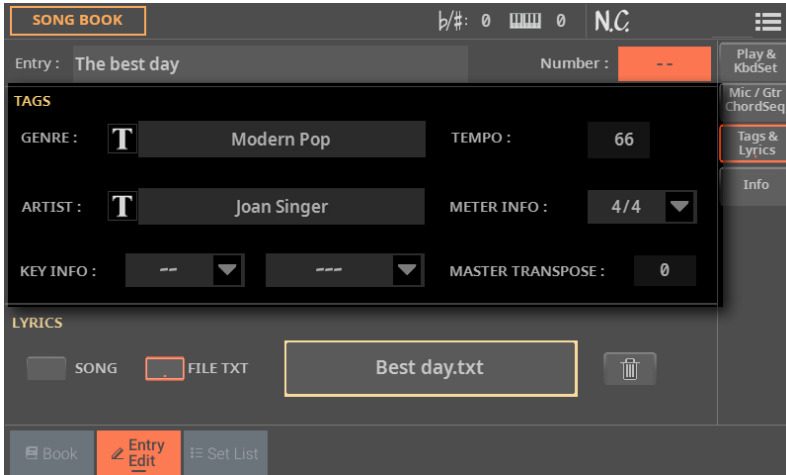 SONG BOOK
♭/#: 0
0
N.C.
Entry : The best day
Number : --
Play & KbdSet
Mic / Gtr ChordSeq
Tags & Lyrics
Info
TAGS
GENRE : T Modern Pop
TEMPO : 66
ARTIST : T Joan Singer
METER INFO : 4/4
KEY INFO : -- ---
MASTER TRANSPOSE : 0
LYRICS
SONG
FILE TXT
Best day.txt
Book
Entry Edit
Set List